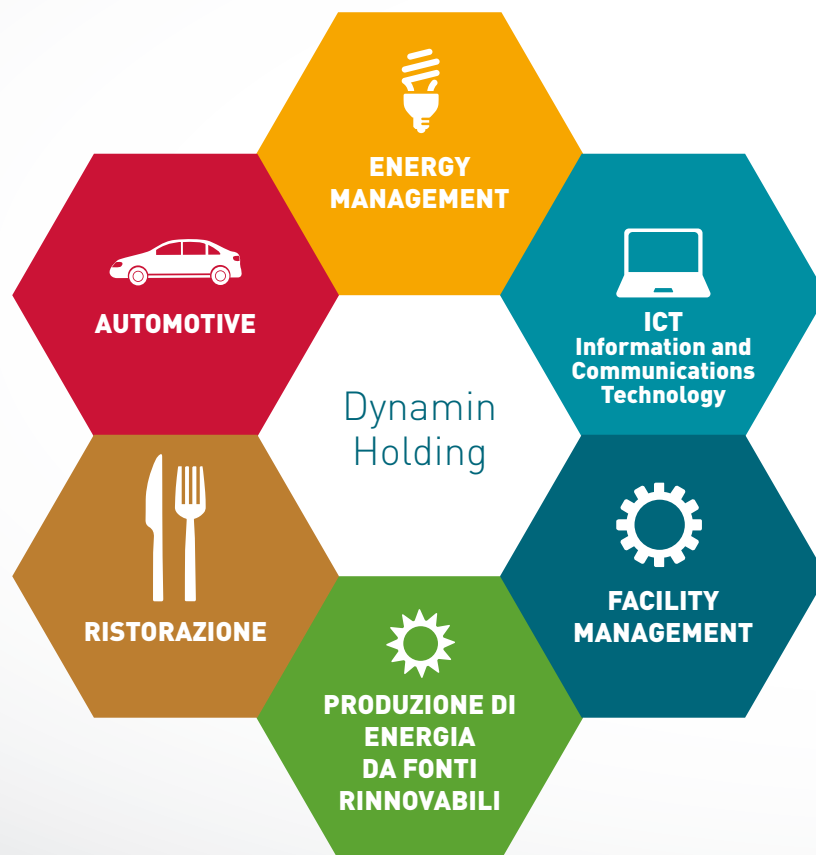 ENERGY
MANAGEMENT
AUTOMOTIVE
ICT
Information and
Communications
Technology
Dynamin
Holding
RISTORAZIONE
FACILITY
MANAGEMENT
PRODUZIONE DI
ENERGIA
DA FONTI
RINNOVABILI